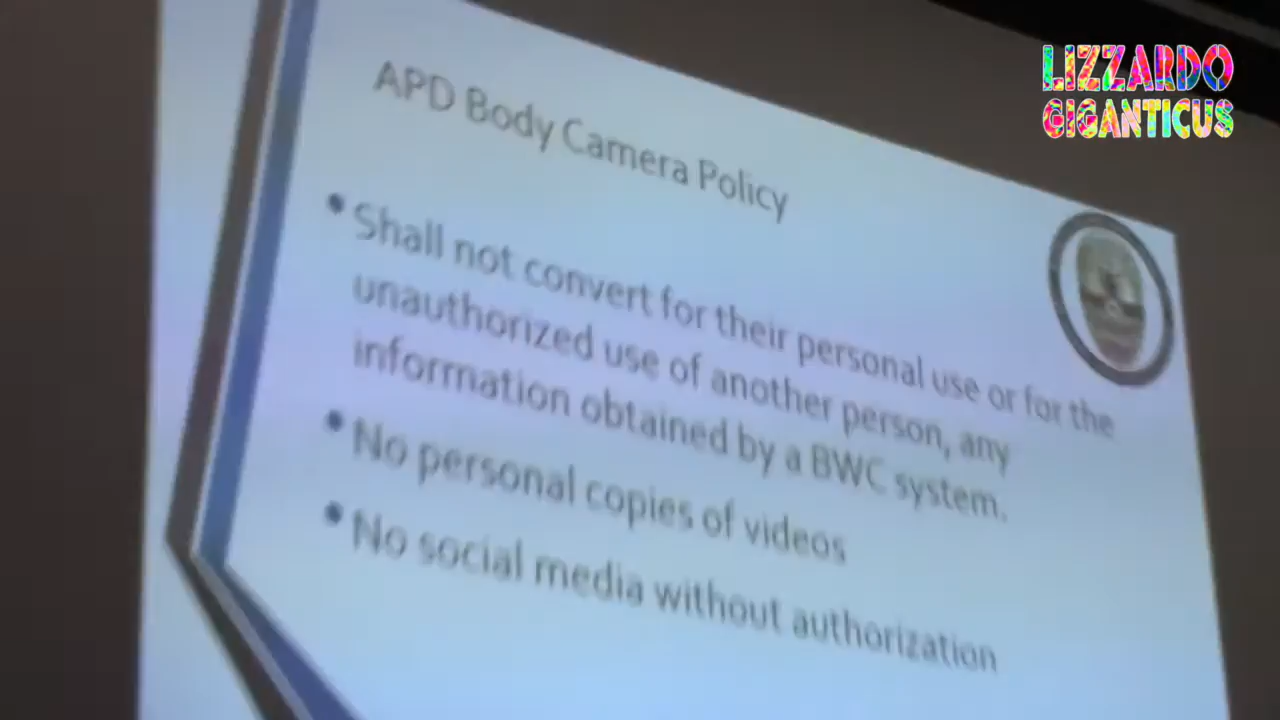 LIZZARDO
GIGANTICUS
APD Body Camera Policy
• Shall not convert for their personal use or for the
unauthorized use of another person, any
information obtained by a BWC system.
• No personal copies of videos
• No social media without authorization